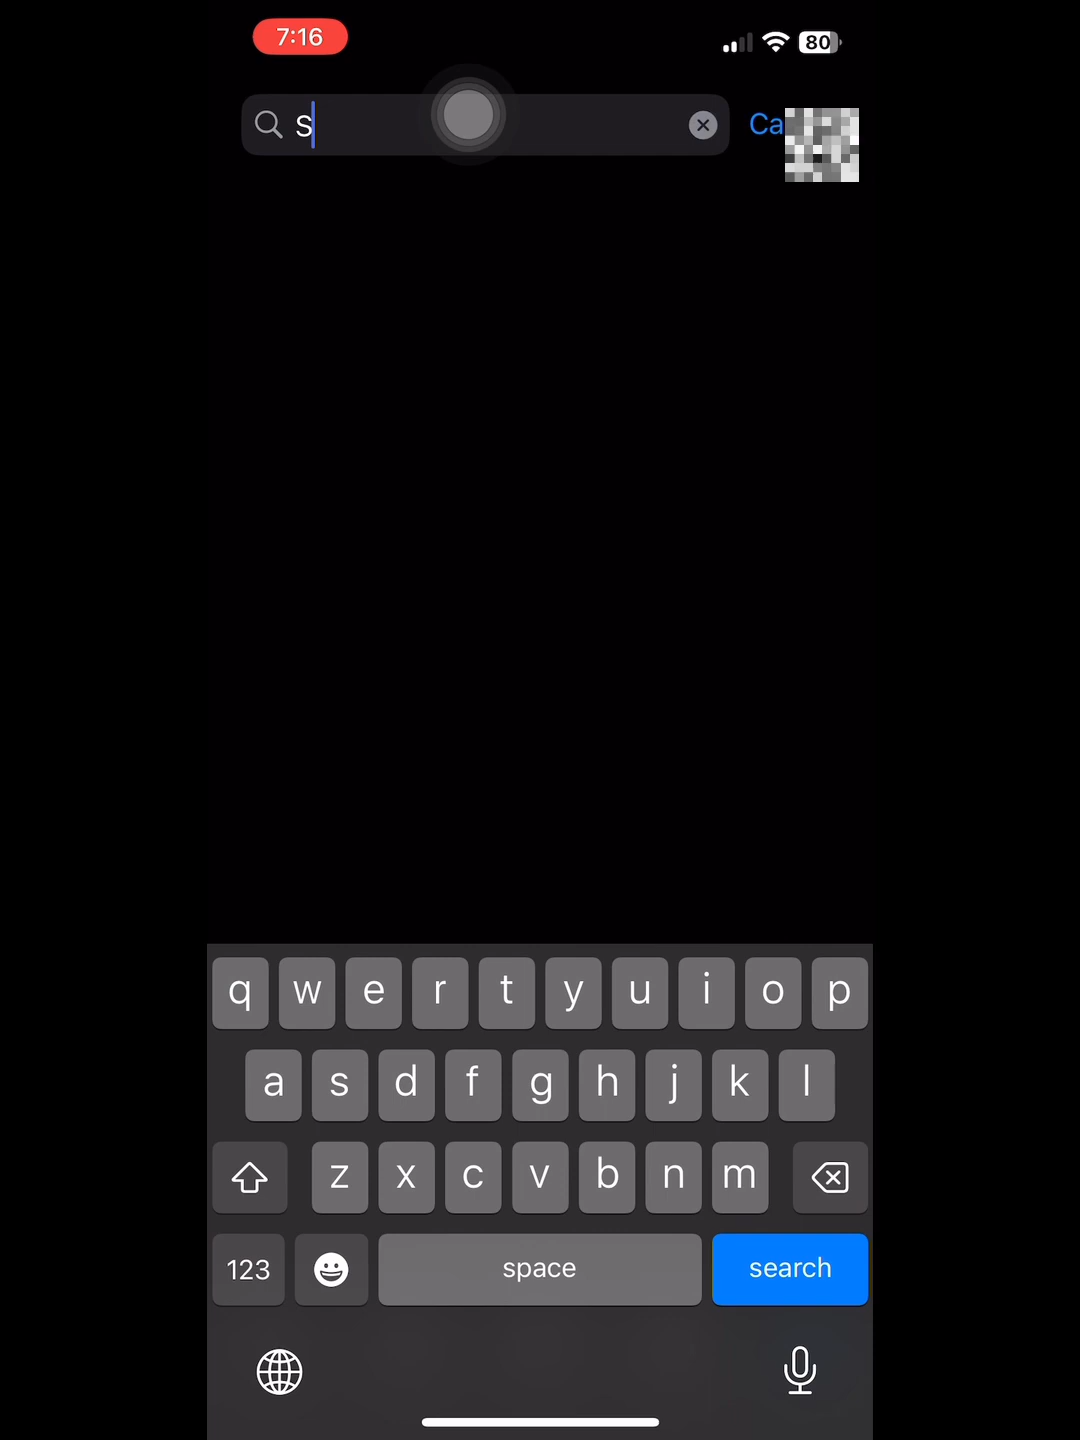 7:16
80
S
Ca
q w e r t y u i o p
a s d f g h j k l
z x c v b n m
123 space search